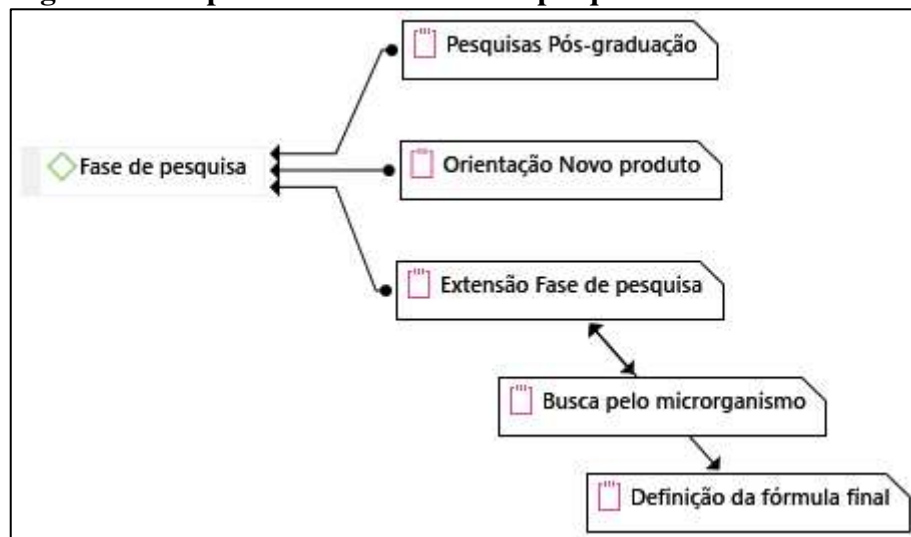 Pesquisas Pós-graduação
Fase de pesquisa
Orientação Novo produto
Extensão Fase de pesquisa
Busca pelo microrganismo
Definição da fórmula final